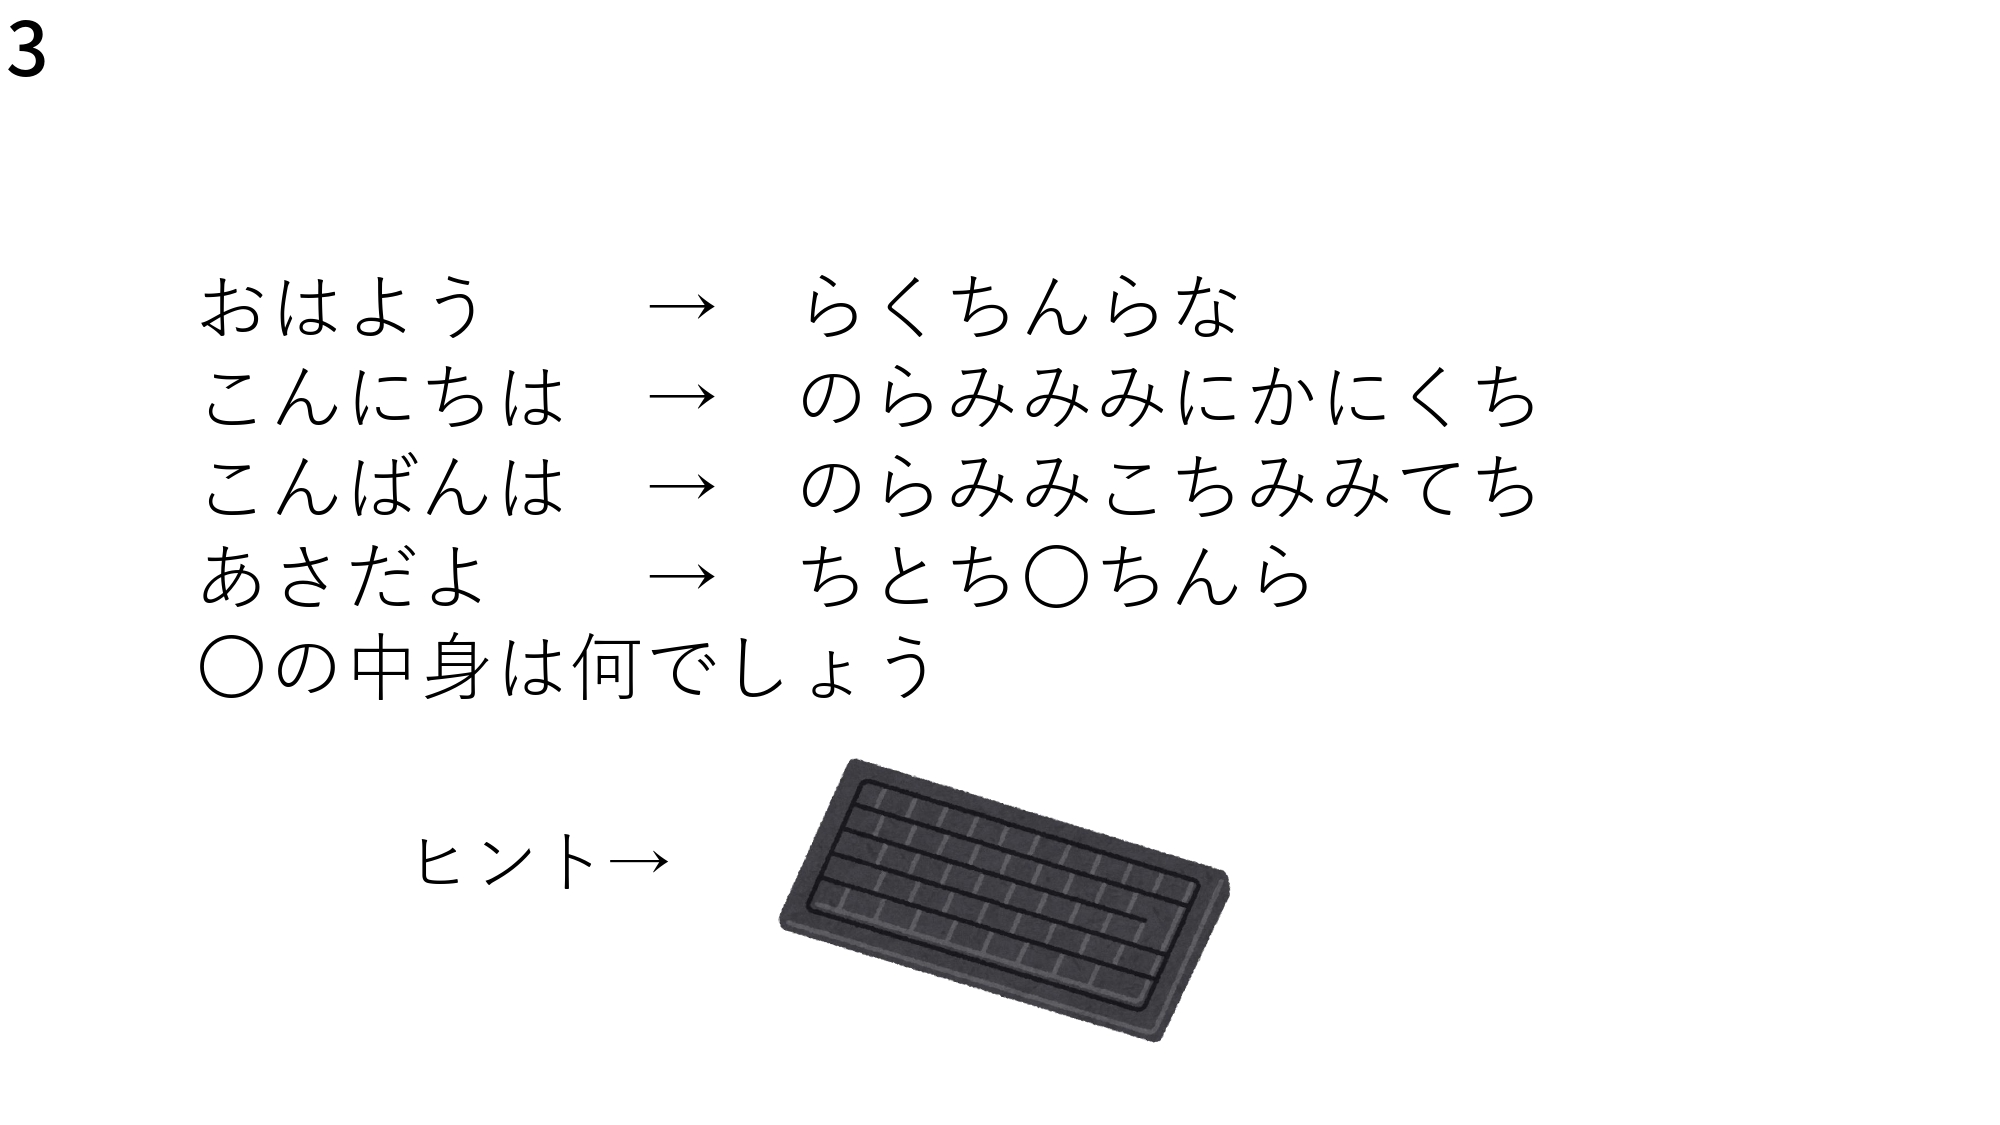 3
おはよう → らくちんらな
こんにちは → のらみみみにかにくち
こんばんは → のらみみこちみみてち
あさだよ → ちとち〇ちんら
〇の中身は何でしょう
ヒント→